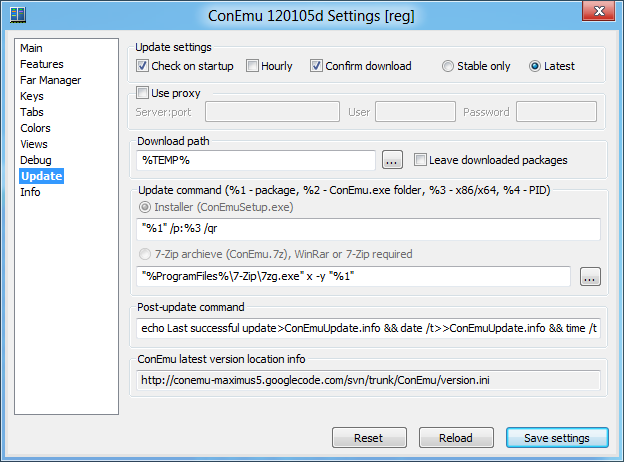 ConEmu 120105d Settings [reg]
Main
Features
Far Manager
Keys
Tabs
Colors
Views
Debug
Update
Info
Update settings
Check on startup Hourly Confirm download Stable only Latest
Use proxy
Server:port User Password
Download path
%TEMP% ... Leave downloaded packages
Update command (%1 - package, %2 - ConEmu.exe folder, %3 - x86/x64, %4 - PID)
Installer (ConEmuSetup.exe)
"%1" /p:%3 /qr
7-Zip archieve (ConEmu.7z), WinRar or 7-Zip required
"%ProgramFiles%\7-Zip\7zg.exe" x -y "%1" ...
Post-update command
echo Last successful update>ConEmuUpdate.info && date /t>>ConEmuUpdate.info && time /t
ConEmu latest version location info
http://conemu-maximus5.googlecode.com/svn/trunk/ConEmu/version.ini
Reset Reload Save settings